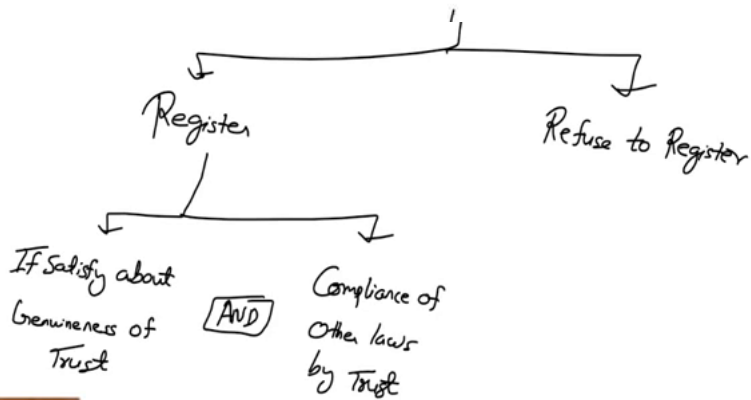 Register
Refuse to Register
If Satisfy about
Genuineness of
Trust
AND
Compliance of
Other laws
by Trust